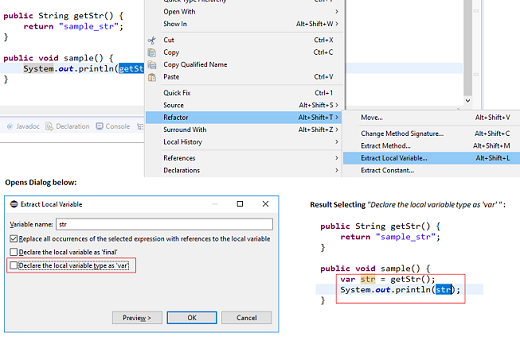 public String getStr() {
return "sample_str";
}
public void sample() {
System.out.println(getSt
}
@ Javadoc Declaration Console
Open With >
Show In Alt+Shift+W >
Cut Ctrl+X
Copy Ctrl+C
Copy Qualified Name
Paste Ctrl+V
Quick Fix Ctrl+1
Source Alt+Shift+S >
Refactor Alt+Shift+T >
Surround With Alt+Shift+Z >
Local History >
References >
Declarations >
Move... Alt+Shift+V
Change Method Signature... Alt+Shift+C
Extract Method... Alt+Shift+M
Extract Local Variable... Alt+Shift+L
Extract Constant...
Opens Dialog below:
Extract Local Variable
Variable name: str
Replace all occurrences of the selected expression with references to the local variable
Declare the local variable as 'final'
Declare the local variable type as 'var'
Preview > OK Cancel
Result Selecting "Declare the local variable type as 'var' " :
public String getStr() {
return "sample_str";
}
public void sample() {
var str = getStr();
System.out.println(str);
}